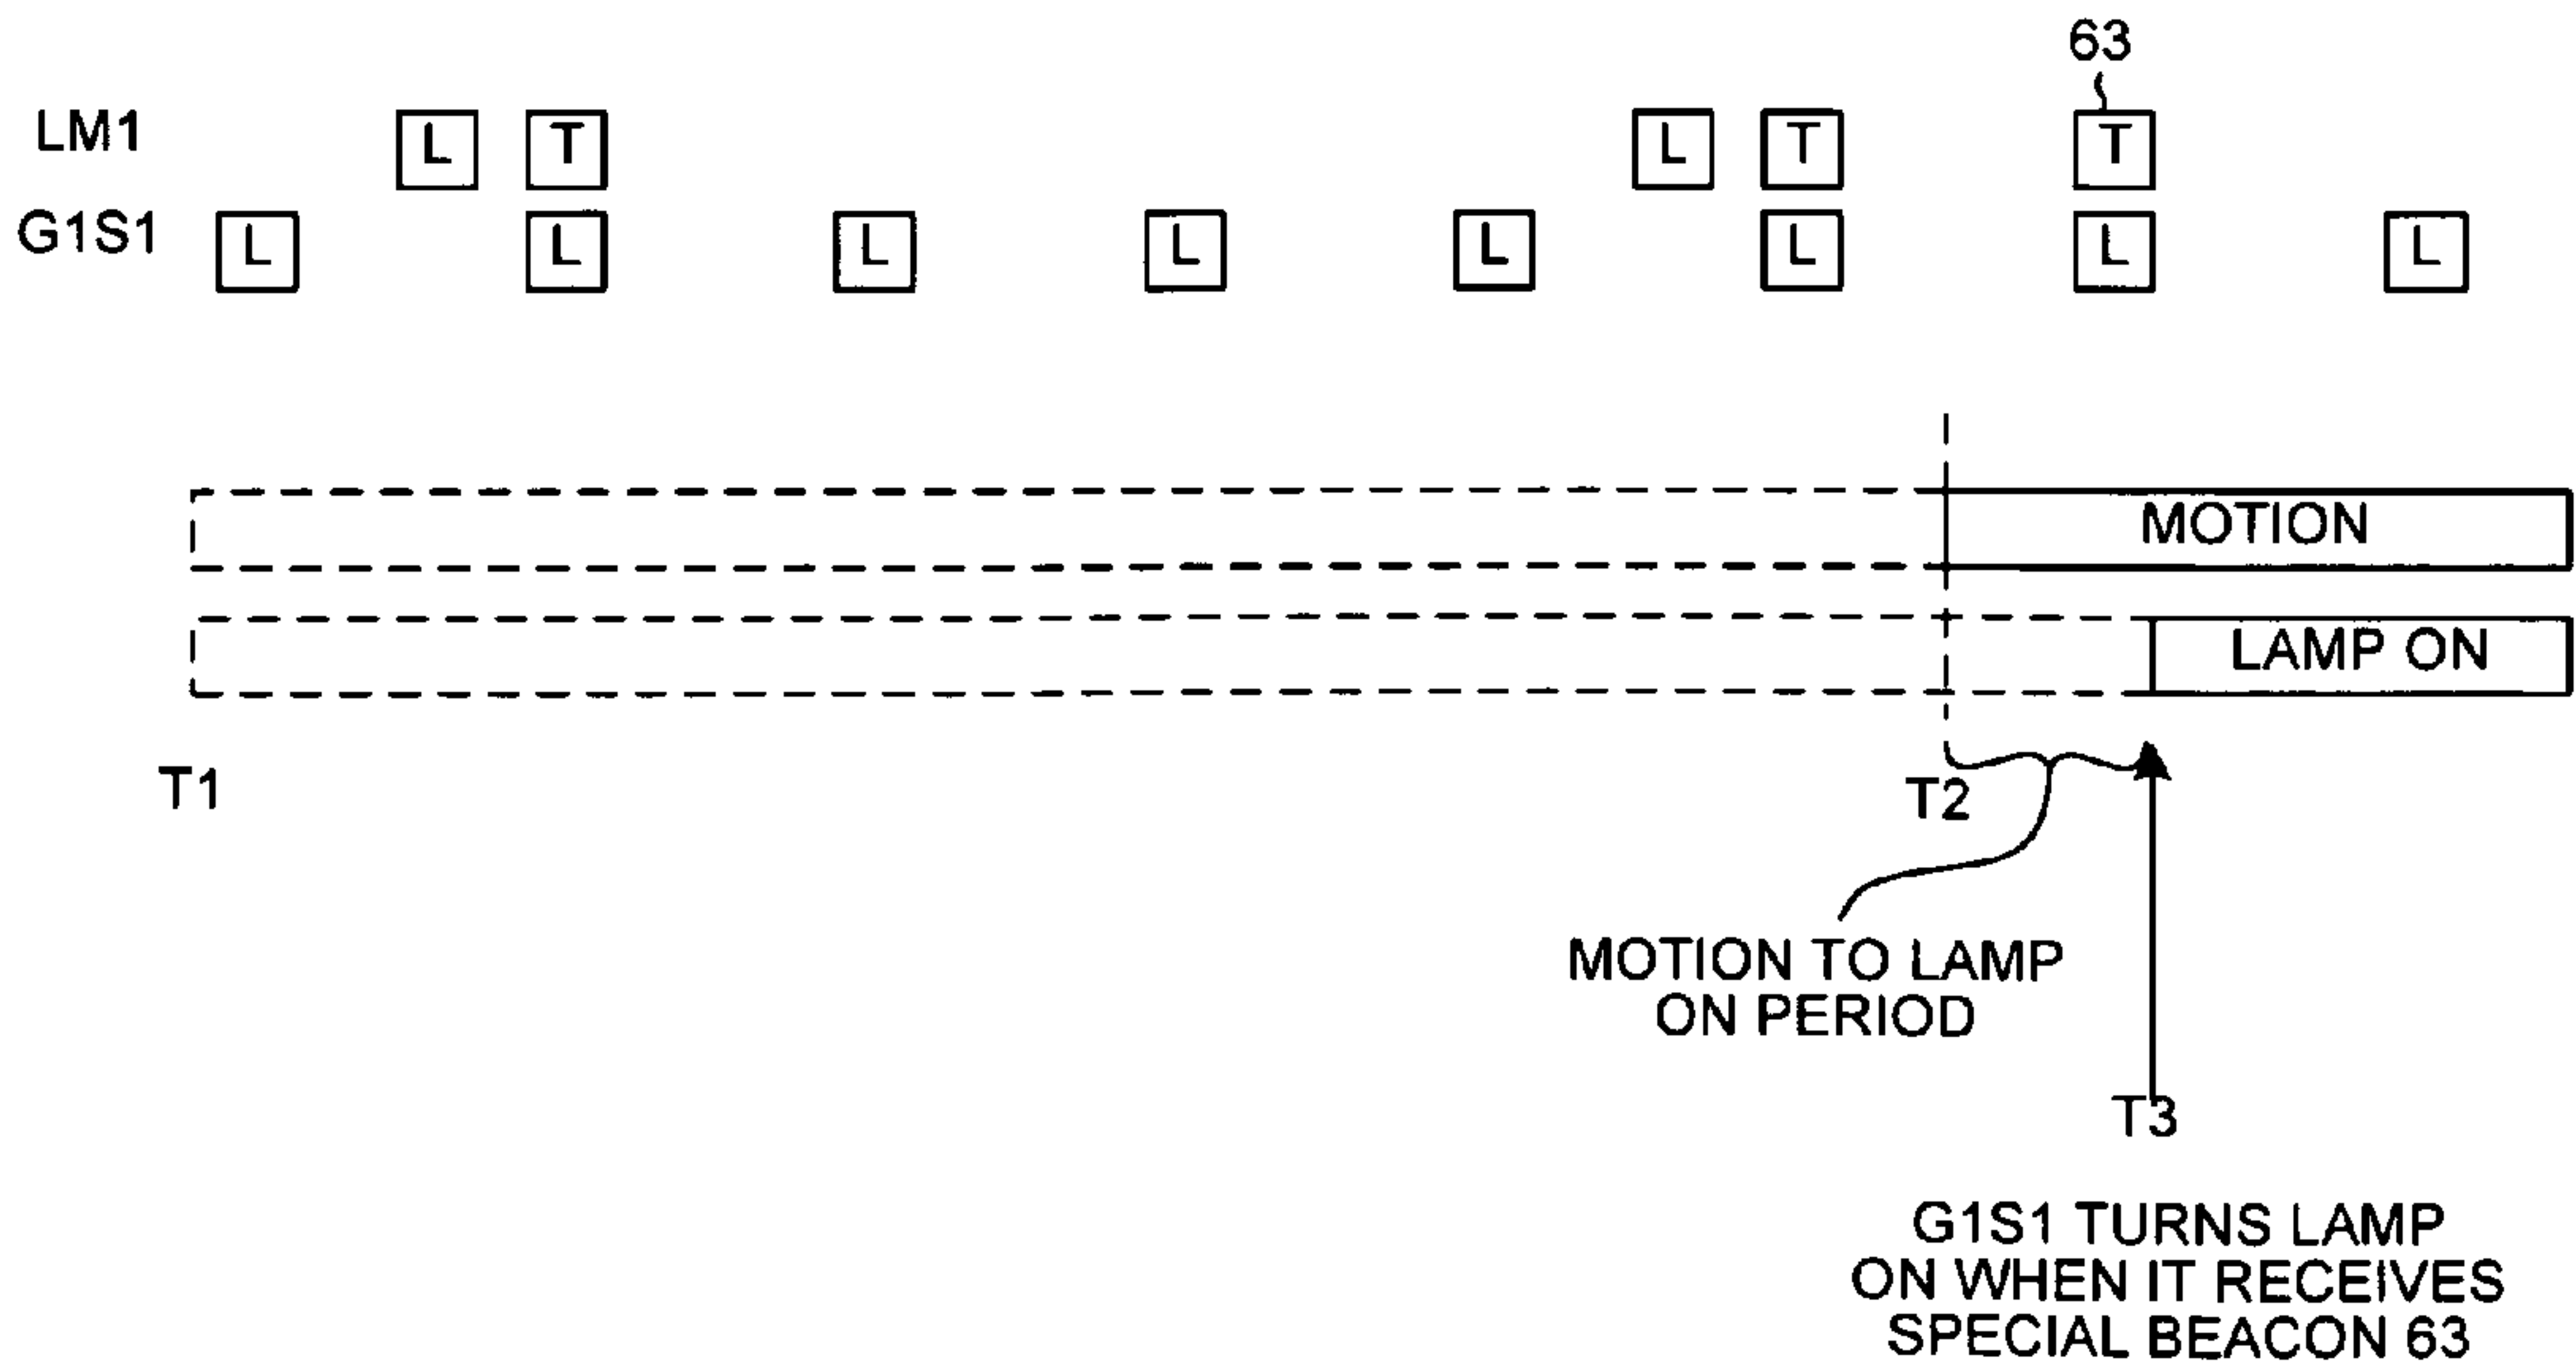 63
LM1 L T L T T
G1S1 L L L L L L L L
MOTION
LAMP ON
T1
T2
MOTION TO LAMP
ON PERIOD
T3
G1S1 TURNS LAMP
ON WHEN IT RECEIVES
SPECIAL BEACON 63